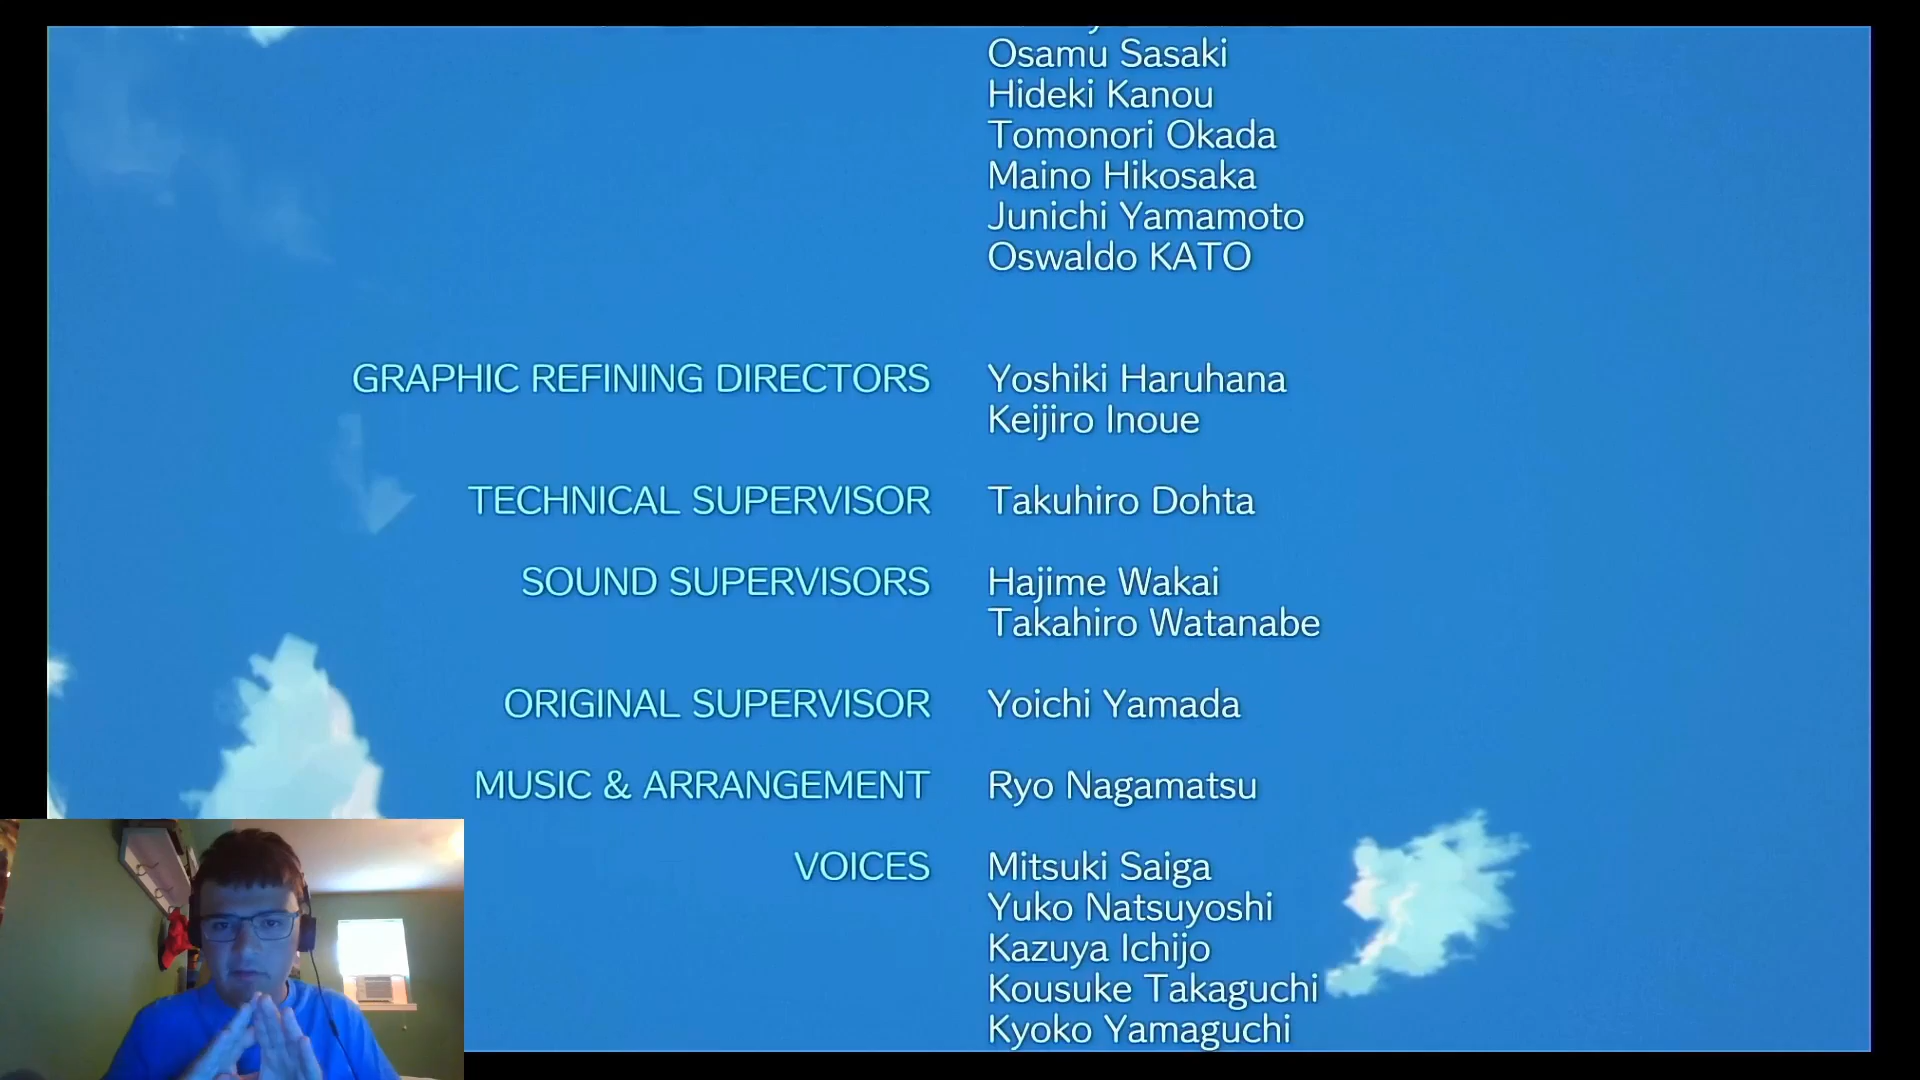 Osamu Sasaki
Hideki Kanou
Tomonori Okada
Maino Hikosaka
Junichi Yamamoto
Oswaldo KATO
GRAPHIC REFINING DIRECTORS Yoshiki Haruhana
Keijiro Inoue
TECHNICAL SUPERVISOR Takuhiro Dohta
SOUND SUPERVISORS Hajime Wakai
Takahiro Watanabe
ORIGINAL SUPERVISOR Yoichi Yamada
MUSIC & ARRANGEMENT Ryo Nagamatsu
VOICES Mitsuki Saiga
Yuko Natsuyoshi
Kazuya Ichijo
Kousuke Takaguchi
Kyoko Yamaguchi